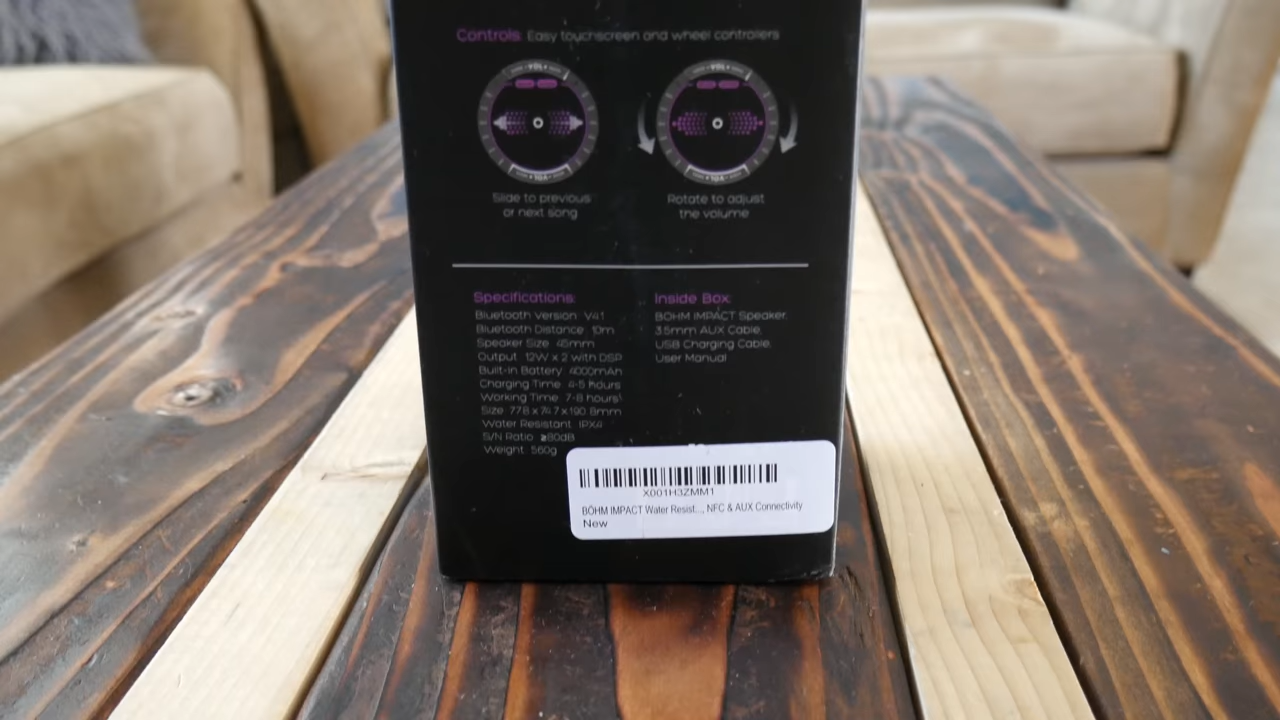 Controls: Easy touchscreen and wheel controllers
VOL+
VOL+
Slide to previous
or next song
Rotate to adjust
the volume
Specifications:
Bluetooth Version V4.1
Bluetooth Distance 10m
Speaker Size 45mm
Output 12W x 2 with DSP
Built-in Battery 4000mAh
Charging Time 4-5 hours
Working Time 7-8 hours
Size 77.8 x 74.7 x 190.8mm
Water Resistant IPX4
S/N Ratio ≥80dB
Weight 560g
Inside Box:
BOHM IMPACT Speaker,
3.5mm AUX Cable,
USB Charging Cable,
User Manual
X001H3ZMM1
BÖHM IMPACT Water Resist..., NFC & AUX Connectivity
New